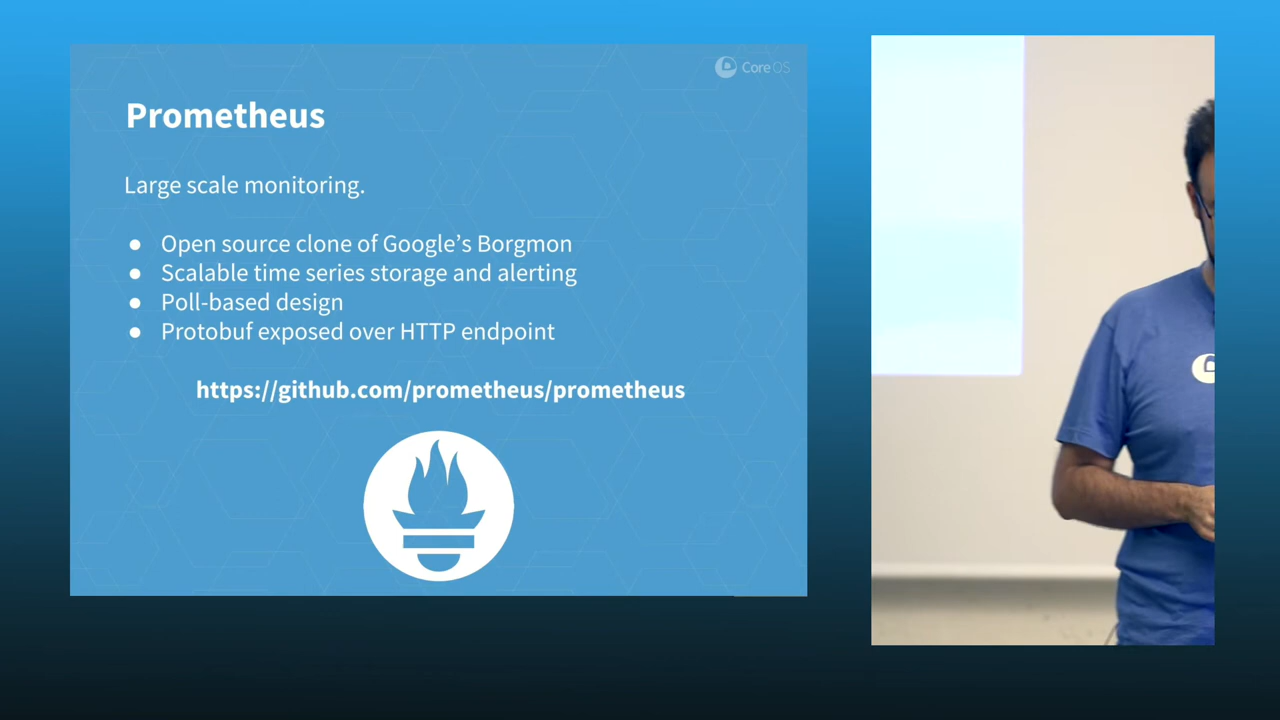 CoreOS
Prometheus
Large scale monitoring.
● Open source clone of Google’s Borgmon
● Scalable time series storage and alerting
● Poll-based design
● Protobuf exposed over HTTP endpoint
https://github.com/prometheus/prometheus